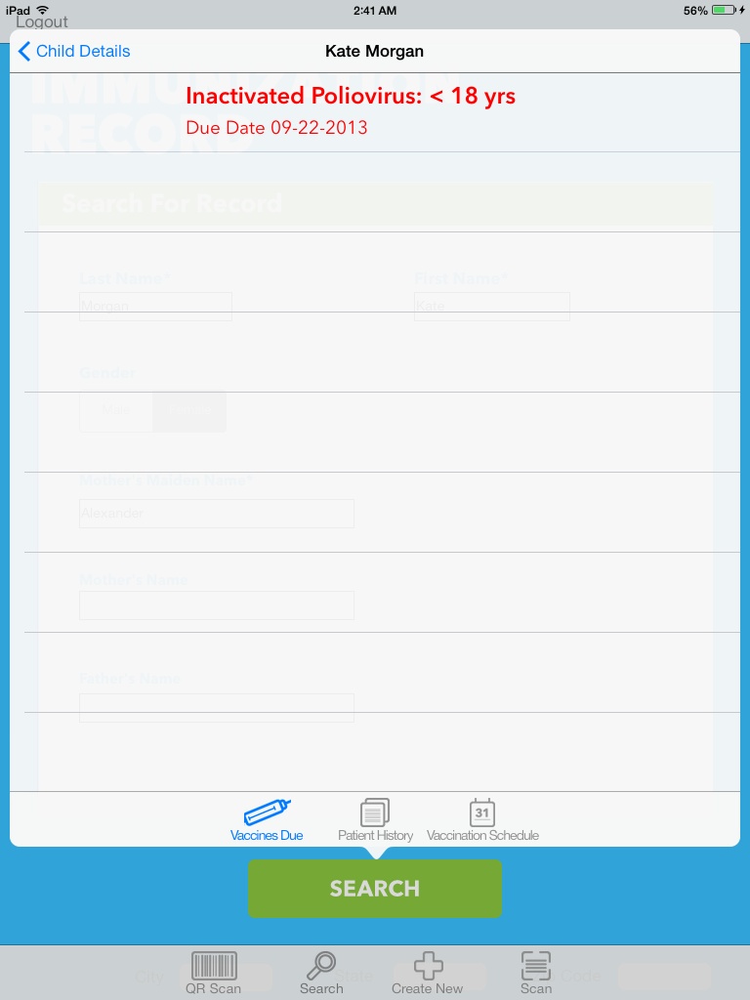 iPad 2:41 AM 56%
Logout
Child Details Kate Morgan
IMMUNIZATION
RECORD
Inactivated Poliovirus: < 18 yrs
Due Date 09-22-2013
Search For Record
Last Name* First Name*
Morgan Kate
Gender
Male
Mother's Maiden Name*
Alexander
Mother's Name
Father's Name
31
Vaccines Due Patient History Vaccination Schedule
SEARCH
City State Code
QR Scan Search Create New Scan